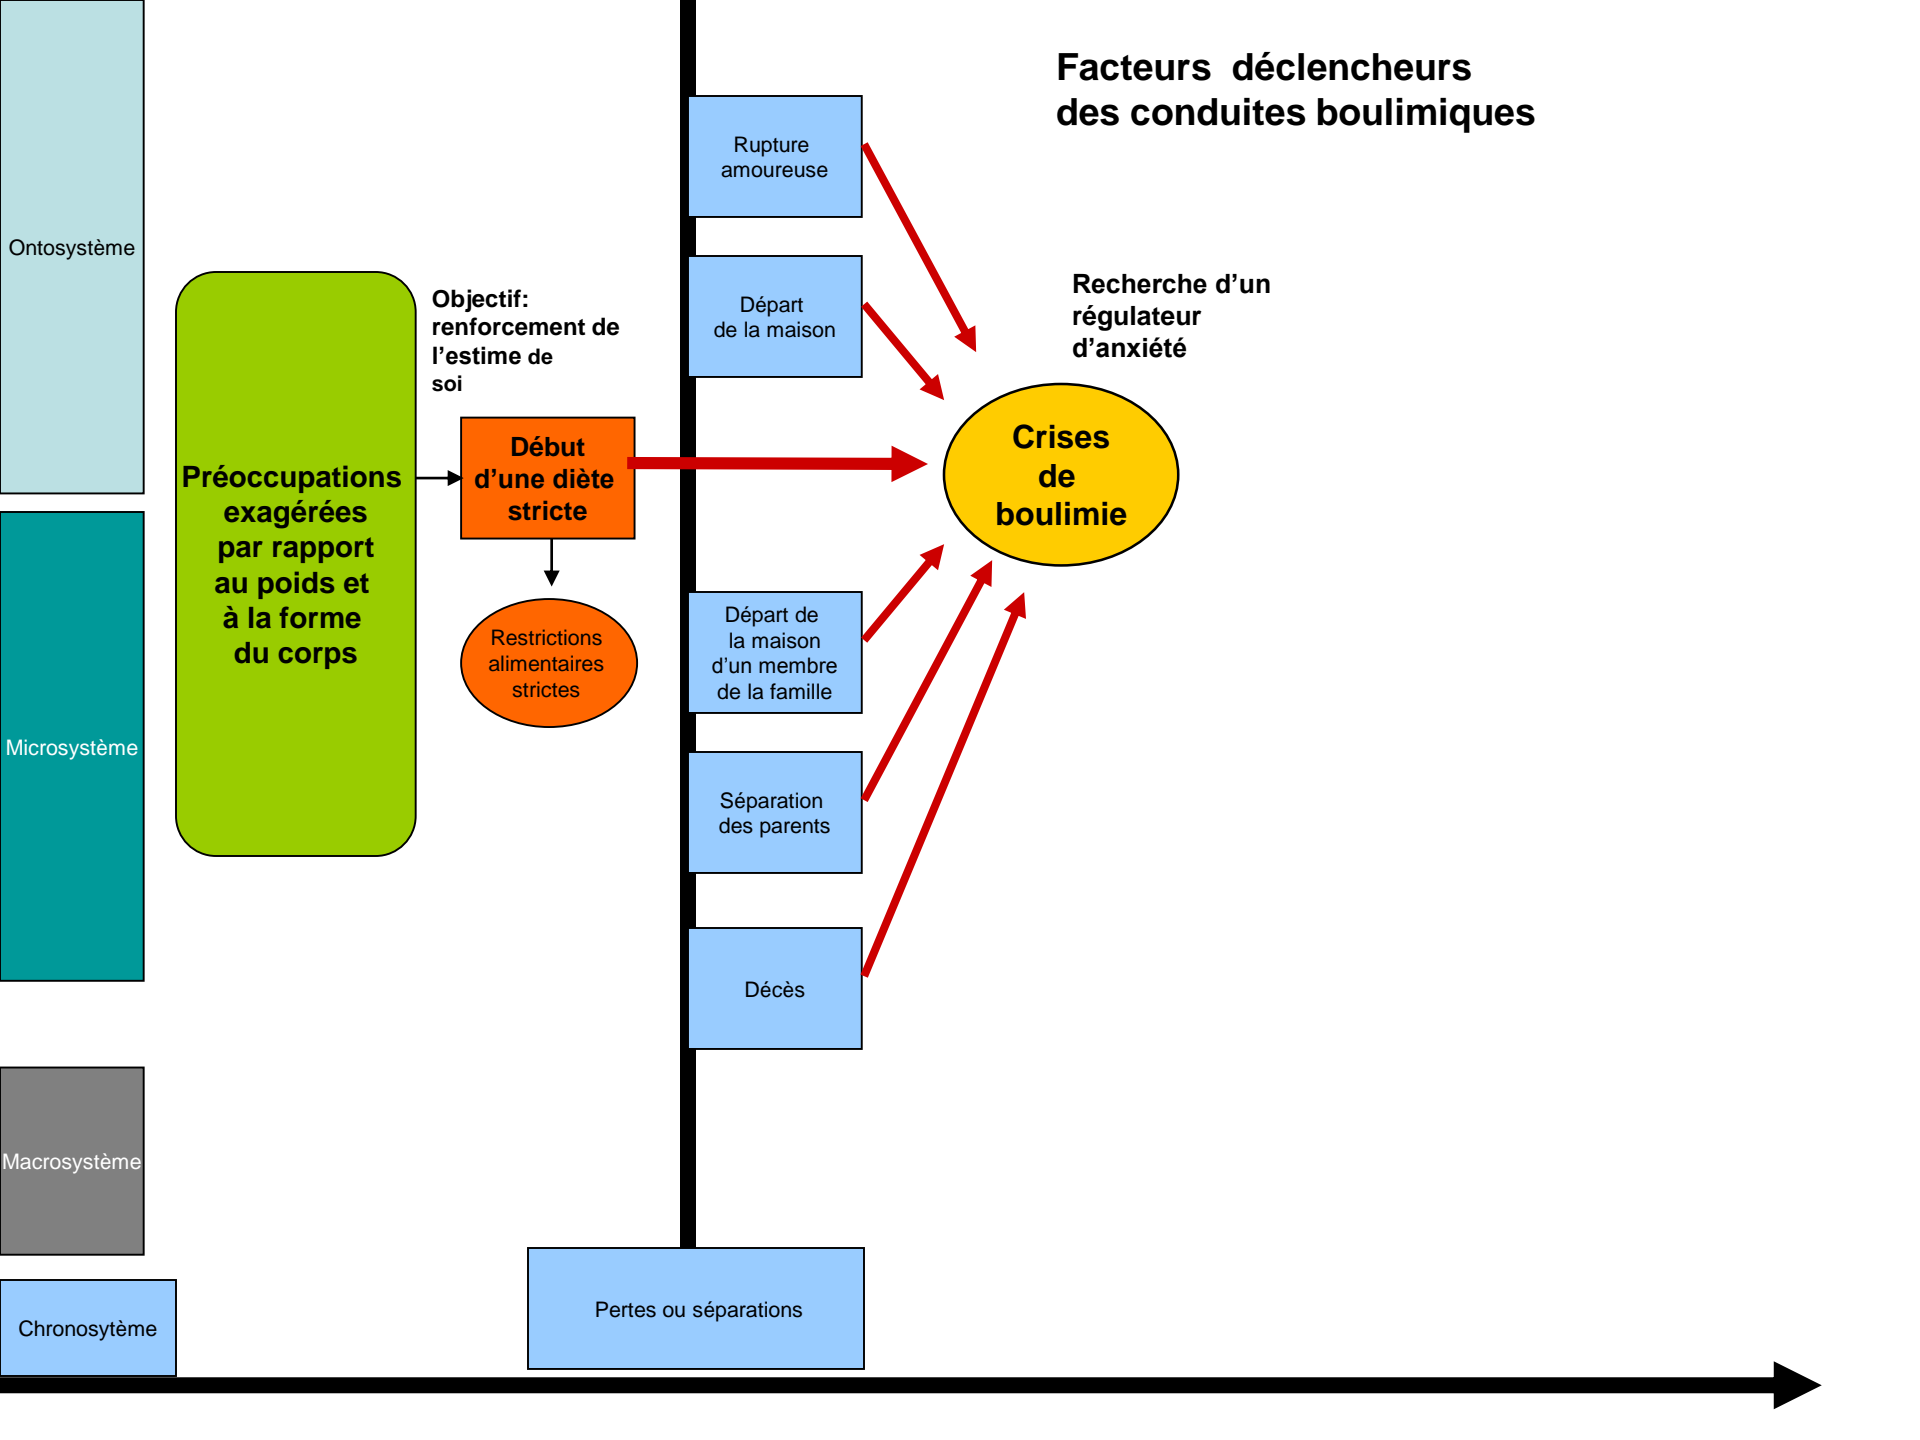 Facteurs  déclencheurs
des conduites boulimiques
Ontosystème
Microsystème
Macrosystème
Chronosytème
Préoccupations
exagérées
par rapport
au poids et
à la forme
du corps
Objectif:
renforcement de
l’estime de
soi
Début
d’une diète
stricte
Restrictions
alimentaires
strictes
Rupture
amoureuse
Départ
de la maison
Départ de
la maison
d’un membre
de la famille
Séparation
des parents
Décès
Pertes ou séparations
Recherche d’un
régulateur
d’anxiété
Crises
de
boulimie